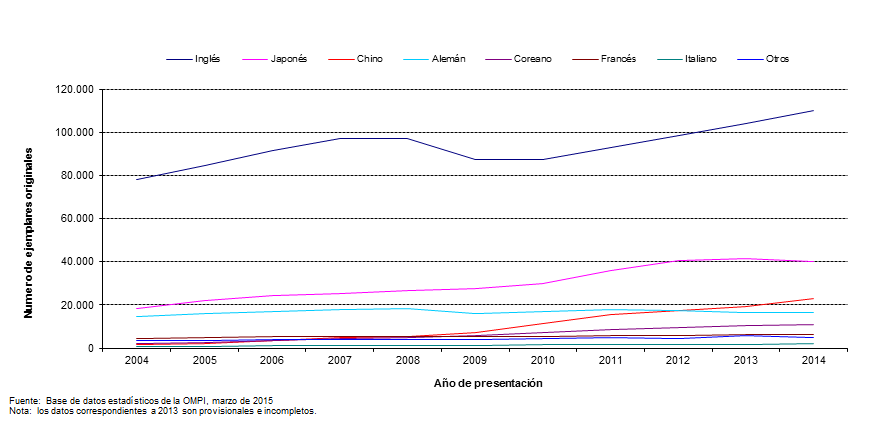 Inglés Japonés Chino Alemán Coreano Francés Italiano Otros
120.000
100.000
80.000
60.000
40.000
20.000
0
Numero de ejemplares originales
2004 2005 2006 2007 2008 2009 2010 2011 2012 2013 2014
Año de presentación
Fuente: Base de datos estadísticos de la OMPI, marzo de 2015
Nota: los datos correspondientes a 2013 son provisionales e incompletos.